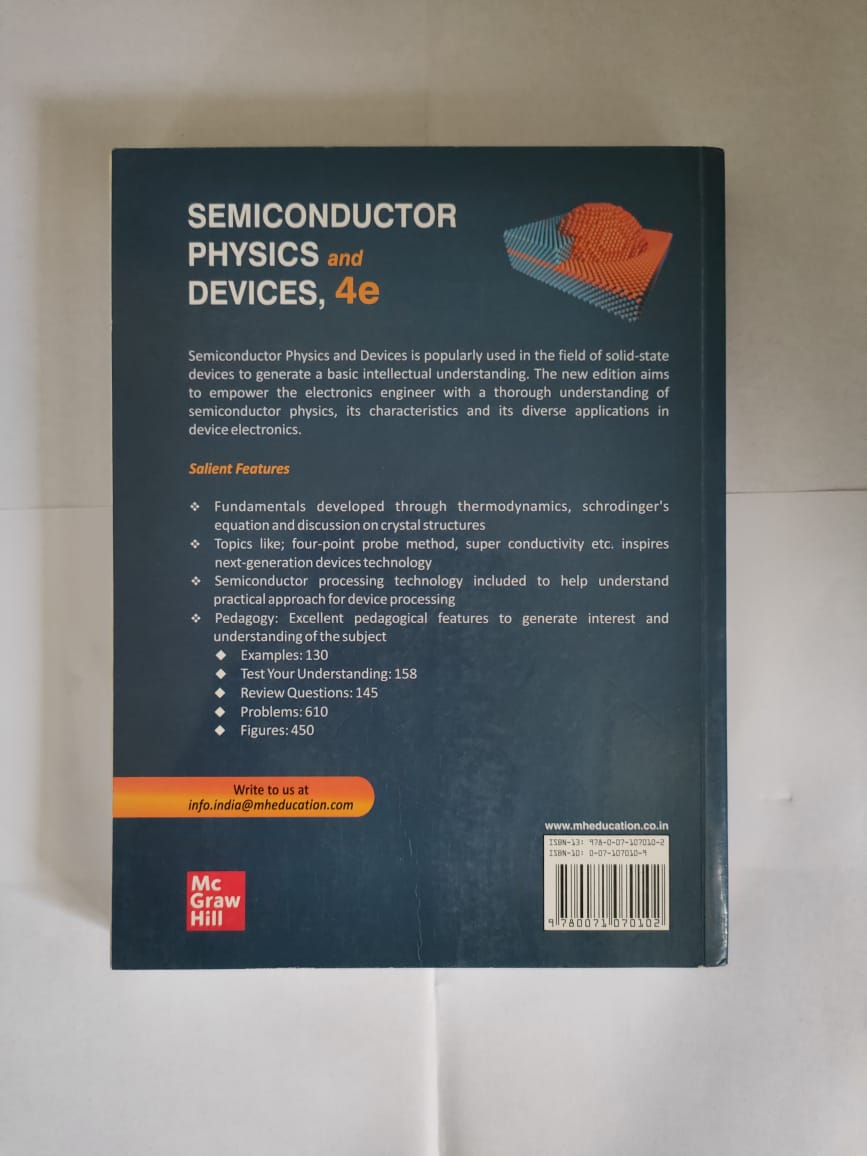 SEMICONDUCTOR
PHYSICS and
DEVICES, 4e
Semiconductor Physics and Devices is popularly used in the field of solid-state
devices to generate a basic intellectual understanding. The new edition aims
to empower the electronics engineer with a thorough understanding of
semiconductor physics, its characteristics and its diverse applications in
device electronics.
Salient Features
❖ Fundamentals developed through thermodynamics, schrodinger's
equation and discussion on crystal structures
❖ Topics like; four-point probe method, super conductivity etc. inspires
next-generation devices technology
❖ Semiconductor processing technology included to help understand
practical approach for device processing
❖ Pedagogy: Excellent pedagogical features to generate interest and
understanding of the subject
◆ Examples: 130
◆ Test Your Understanding: 158
◆ Review Questions: 145
◆ Problems: 610
◆ Figures: 450
Write to us at
info.india@mheducation.com
Mc
Graw
Hill
www.mheducation.co.in
ISBN-13: 978-0-07-107010-2
ISBN-10: 0-07-107010-9
9 780071 070102